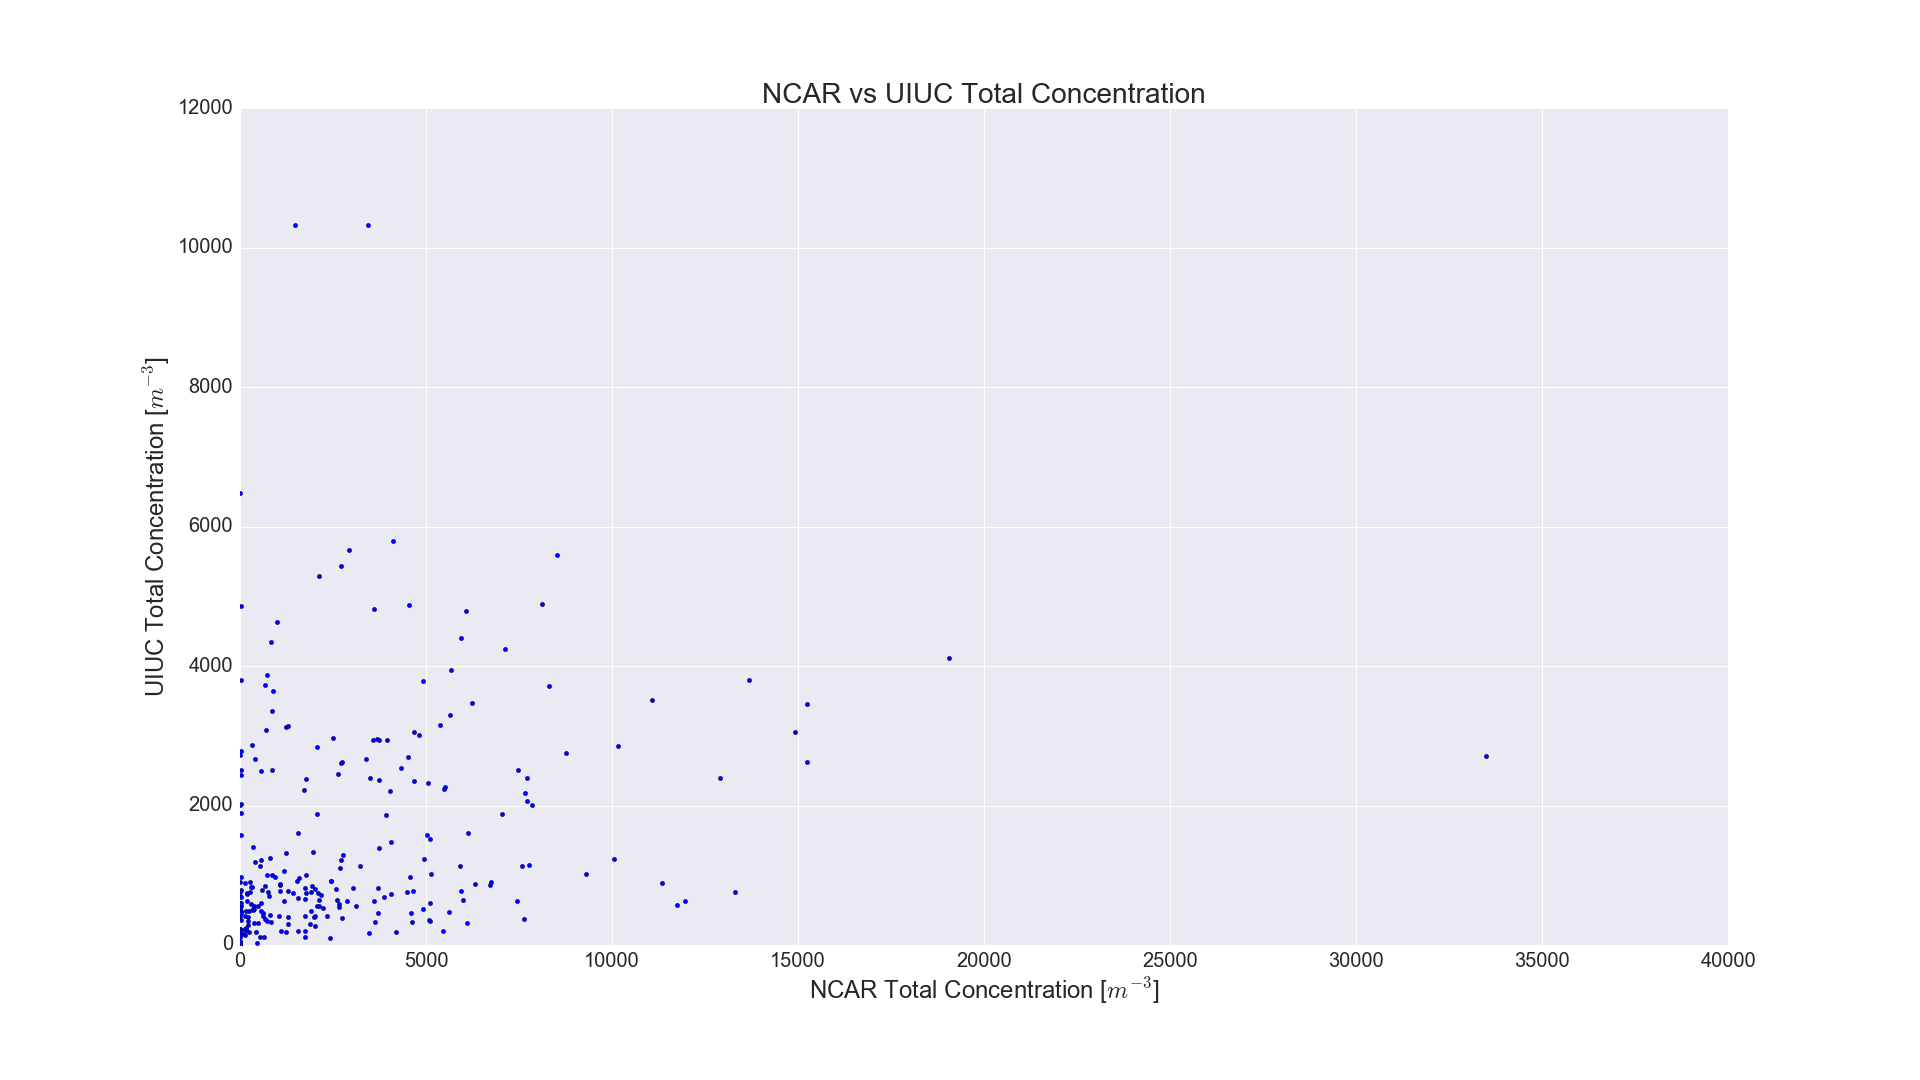 NCAR vs UIUC Total Concentration
12000
10000
8000
6000
4000
2000
0
UIUC Total Concentration [m⁻³]
0 5000 10000 15000 20000 25000 30000 35000 40000
NCAR Total Concentration [m⁻³]